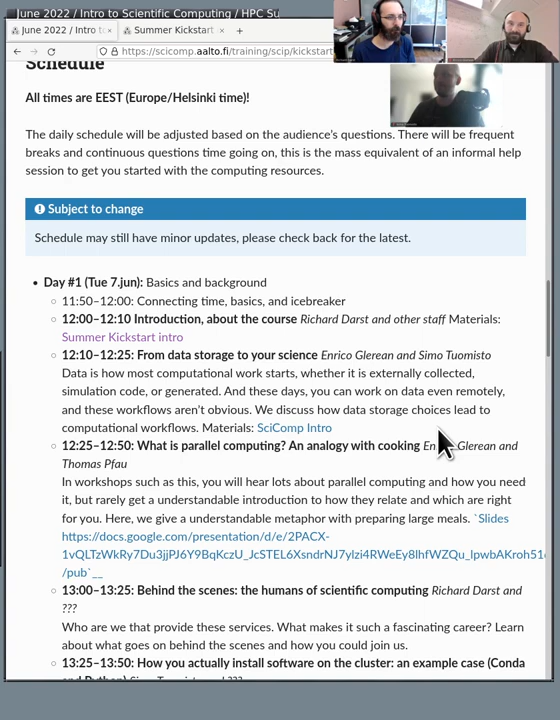 June 2022 / Intro to Scientific Computing / HPC Su
June 2022 / Intro to
Summer Kickstart
https://scicomp.aalto.fi/training/scip/kickstart
Schedule
All times are EEST (Europe/Helsinki time)!
The daily schedule will be adjusted based on the audience's questions. There will be frequent
breaks and continuous questions time going on, this is the mass equivalent of an informal help
session to get you started with the computing resources.
Subject to change
Schedule may still have minor updates, please check back for the latest.
• Day #1 (Tue 7.jun): Basics and background
11:50–12:00: Connecting time, basics, and icebreaker
12:00–12:10 Introduction, about the course Richard Darst and other staff Materials:
Summer Kickstart intro
12:10–12:25: From data storage to your science Enrico Glerean and Simo Tuomisto
Data is how most computational work starts, whether it is externally collected,
simulation code, or generated. And these days, you can work on data even remotely,
and these workflows aren't obvious. We discuss how data storage choices lead to
computational workflows. Materials: SciComp Intro
12:25–12:50: What is parallel computing? An analogy with cooking En Glerean and
Thomas Pfau
In workshops such as this, you will hear lots about parallel computing and how you need
it, but rarely get a understandable introduction to how they relate and which are right
for you. Here, we give a understandable metaphor with preparing large meals. `Slides
https://docs.google.com/presentation/d/e/2PACX-
1vQLTzWkRy7Du3jjPJ6Y9BqKczU_JcSTEL6XsndrNJ7ylzi4RWeEy8lhfWZQu_lpwbAKroh51
/pub`__
13:00–13:25: Behind the scenes: the humans of scientific computing Richard Darst and
???
Who are we that provide these services. What makes it such a fascinating career? Learn
about what goes on behind the scenes and how you could join us.
13:25–13:50: How you actually install software on the cluster: an example case (Conda
and Python) Simo Tuomisto and ???